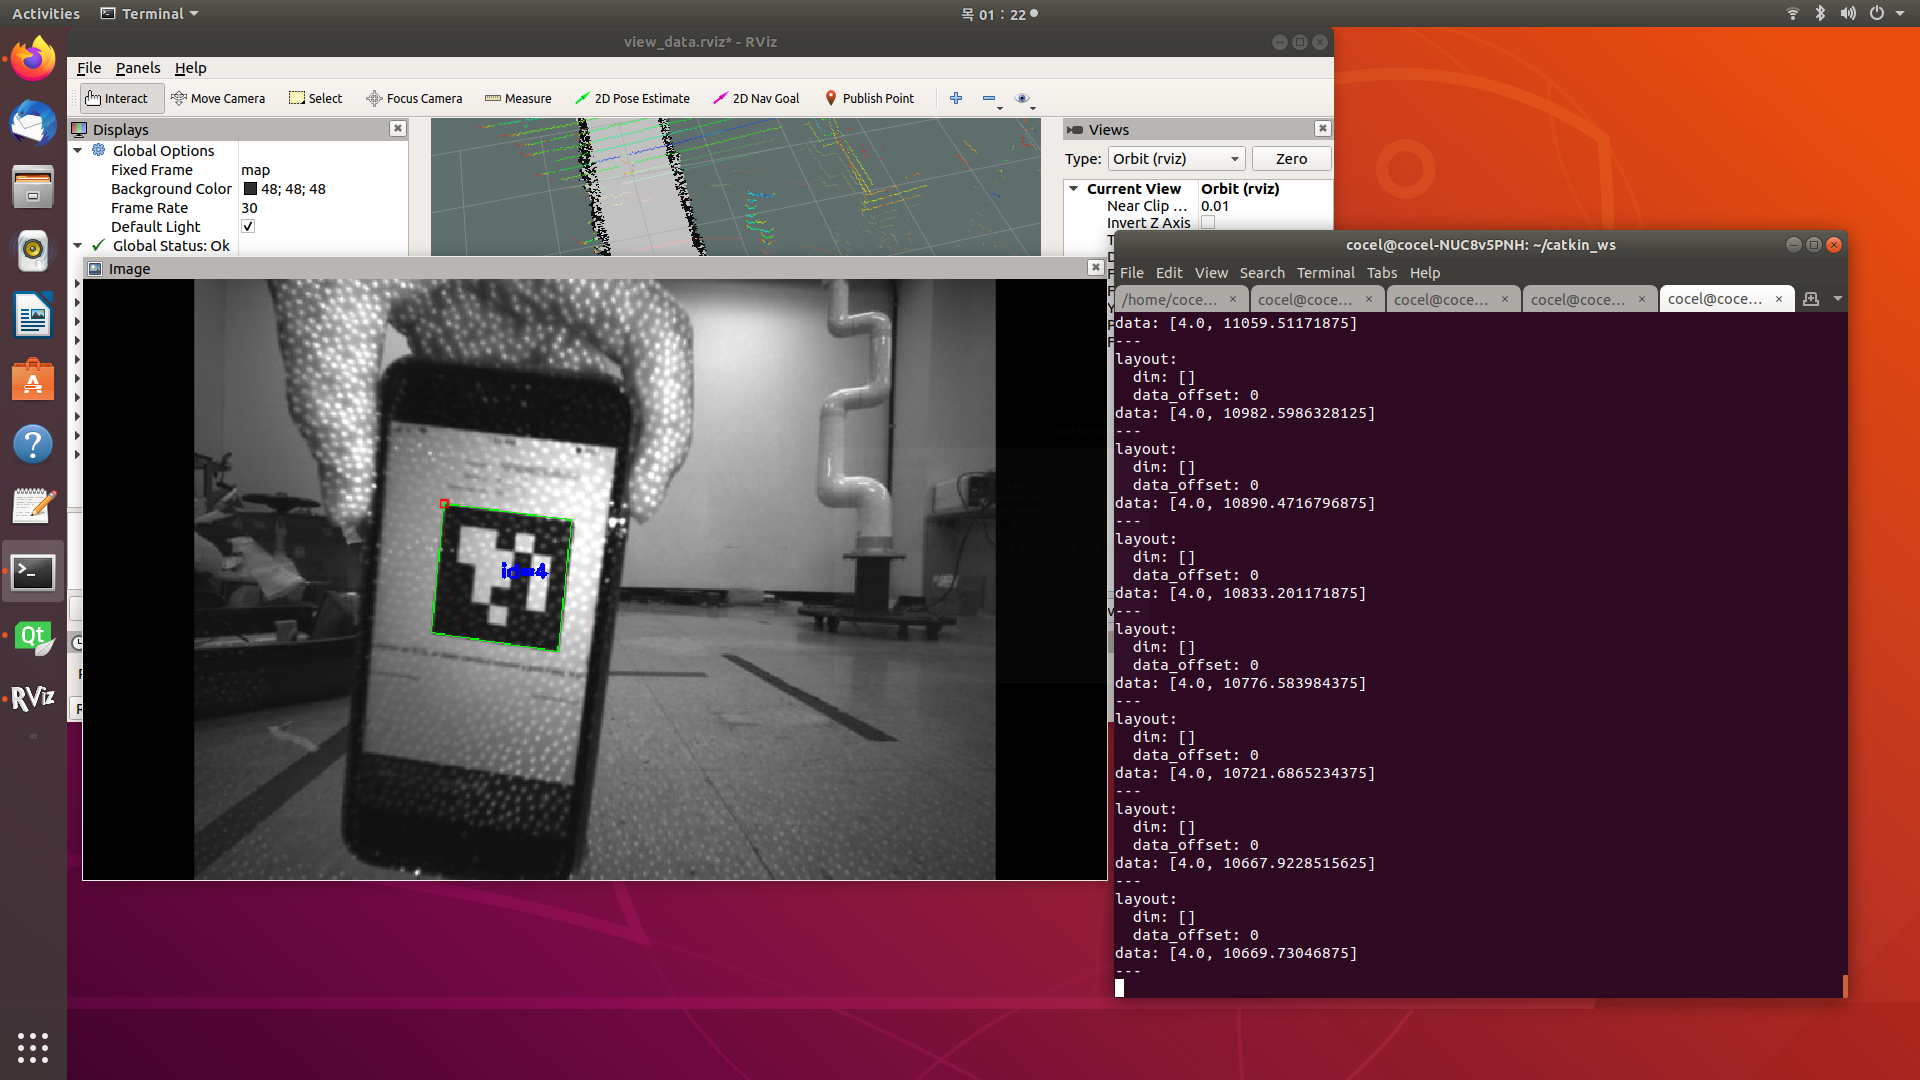 Activities
Terminal
목 01 : 22
view_data.rviz* - RViz
File Panels Help
Interact Move Camera Select Focus Camera Measure 2D Pose Estimate 2D Nav Goal Publish Point
Displays
Global Options
Fixed Frame map
Background Color 48; 48; 48
Frame Rate 30
Default Light
Global Status: Ok
Views
Type: Orbit (rviz) Zero
Current View Orbit (rviz)
Near Clip ... 0.01
Invert Z Axis
Image
id=4
cocel@cocel-NUC8v5PNH: ~/catkin_ws
File Edit View Search Terminal Tabs Help
/home/coce... cocel@coce... cocel@coce... cocel@coce... cocel@coce...
data: [4.0, 11059.51171875]
---
layout:
dim: []
data_offset: 0
data: [4.0, 10982.5986328125]
---
layout:
dim: []
data_offset: 0
data: [4.0, 10890.4716796875]
---
layout:
dim: []
data_offset: 0
data: [4.0, 10833.201171875]
---
layout:
dim: []
data_offset: 0
data: [4.0, 10776.583984375]
---
layout:
dim: []
data_offset: 0
data: [4.0, 10721.6865234375]
---
layout:
dim: []
data_offset: 0
data: [4.0, 10667.9228515625]
---
layout:
dim: []
data_offset: 0
data: [4.0, 10669.73046875]
---
Qt
RViz